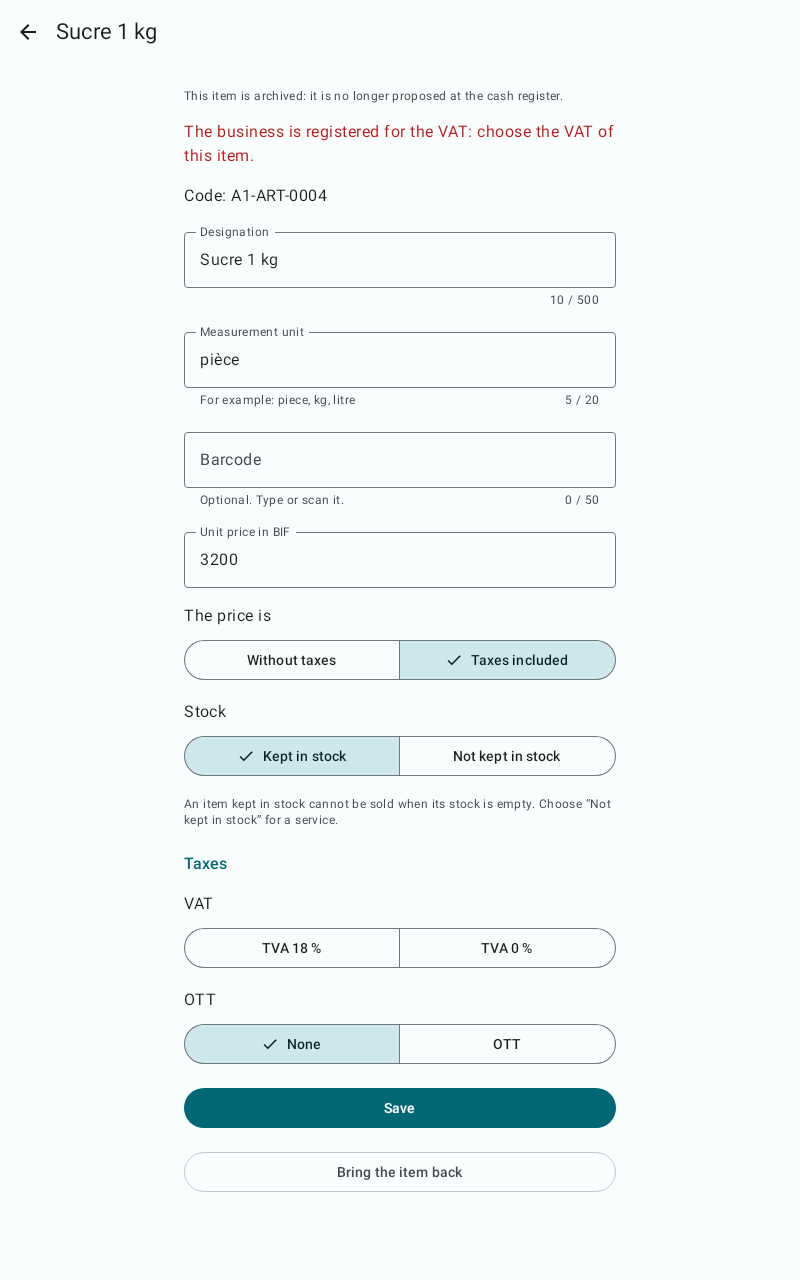 Sucre 1 kg
This item is archived: it is no longer proposed at the cash register.
The business is registered for the VAT: choose the VAT of
this item.
Code: A1-ART-0004
Designation
Sucre 1 kg
10 / 500
Measurement unit
pièce
For example: piece, kg, litre
5 / 20
Barcode
Optional. Type or scan it.
0 / 50
Unit price in BIF
3200
The price is
Without taxes
Taxes included
Stock
Kept in stock
Not kept in stock
An item kept in stock cannot be sold when its stock is empty. Choose “Not
kept in stock” for a service.
Taxes
VAT
TVA 18 %
TVA 0 %
OTT
None
OTT
Save
Bring the item back